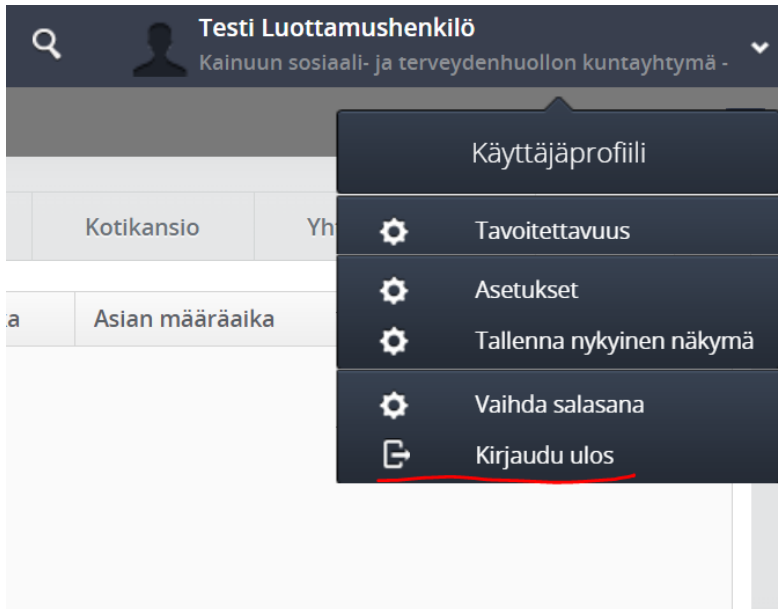 Testi Luottamushenkilö
Kainuun sosiaali- ja terveydenhuollon kuntayhtymä -
Käyttäjäprofiili
Kotikansio
Tavoitettavuus
Asetukset
Asian määräaika
Tallenna nykyinen näkymä
Vaihda salasana
Kirjaudu ulos